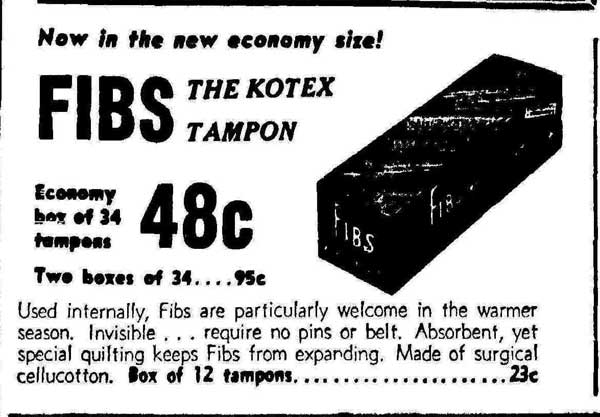 Now in the new economy size!
FIBS THE KOTEX
TAMPON
Economy
box of 34
tampons
48c
Two boxes of 34....95c
FIBS
FIBS
Used internally, Fibs are particularly welcome in the warmer
season. Invisible . . . require no pins or belt. Absorbent, yet
special quilting keeps Fibs from expanding. Made of surgical
cellucotton. Box of 12 tampons.......................23c